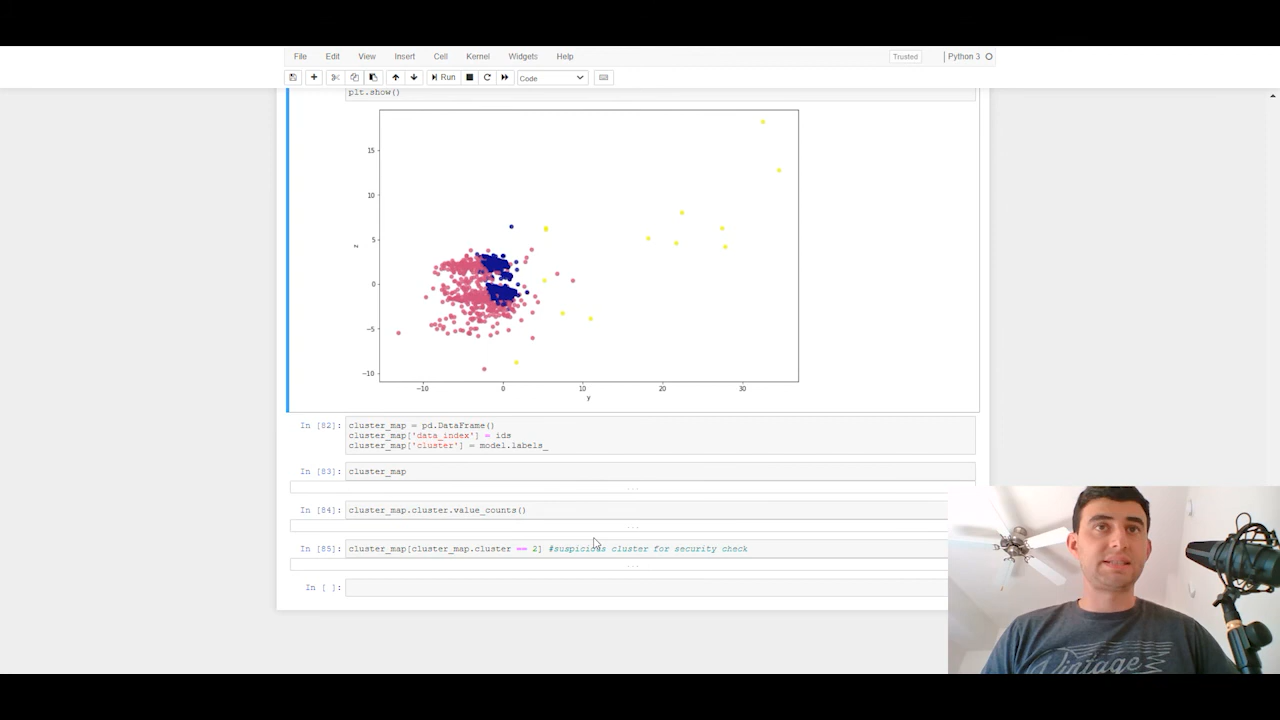 File Edit View Insert Cell Kernel Widgets Help Trusted Python 3
Run Code
plt.show()
15
10
5
0
−5
−10
z
−10 0 10 20 30
y
In [82]: cluster_map = pd.DataFrame()
cluster_map['data_index'] = ids
cluster_map['cluster'] = model.labels_
In [83]: cluster_map
...
In [84]: cluster_map.cluster.value_counts()
...
In [85]: cluster_map[cluster_map.cluster == 2] #suspicious cluster for security check
...
In [ ]:
Vintage